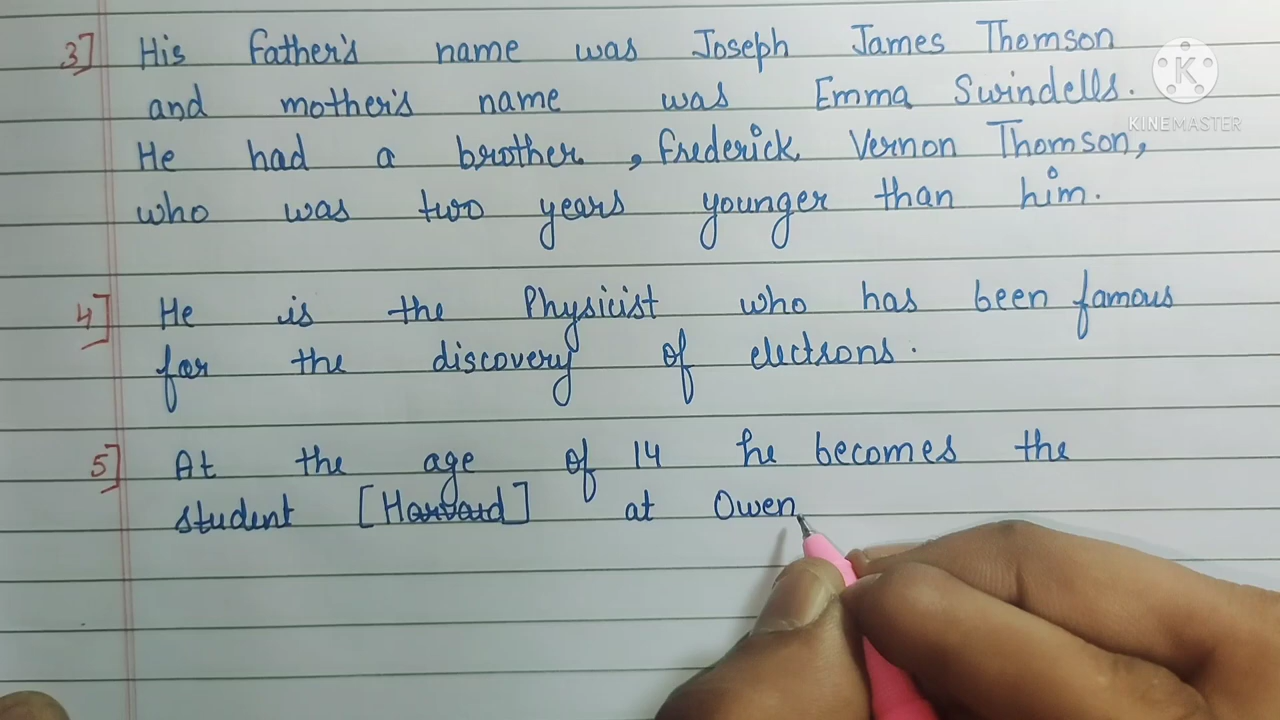 3] His Father's name was Joseph James Thomson
and mother's name was Emma Swindells.
He had a brother, Frederick Vernon Thomson,
who was two years younger than him.
4] He is the Physicist who has been famous
for the discovery of electrons.
5] At the age of 14 he becomes the
student [Harvard] at Owen
K
KINEMASTER